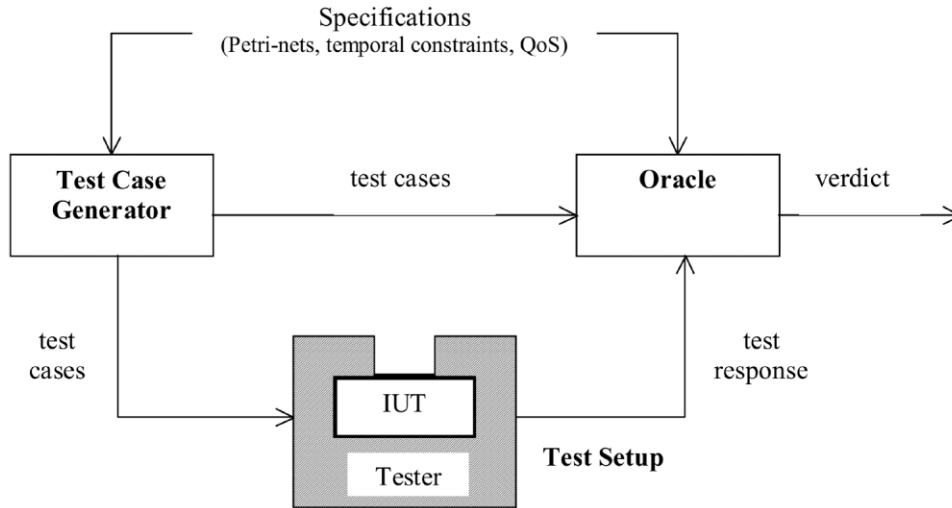 Specifications
(Petri-nets, temporal constraints, QoS)
Test Case
Generator
test cases
Oracle
verdict
test
cases
IUT
Tester
Test Setup
test
response